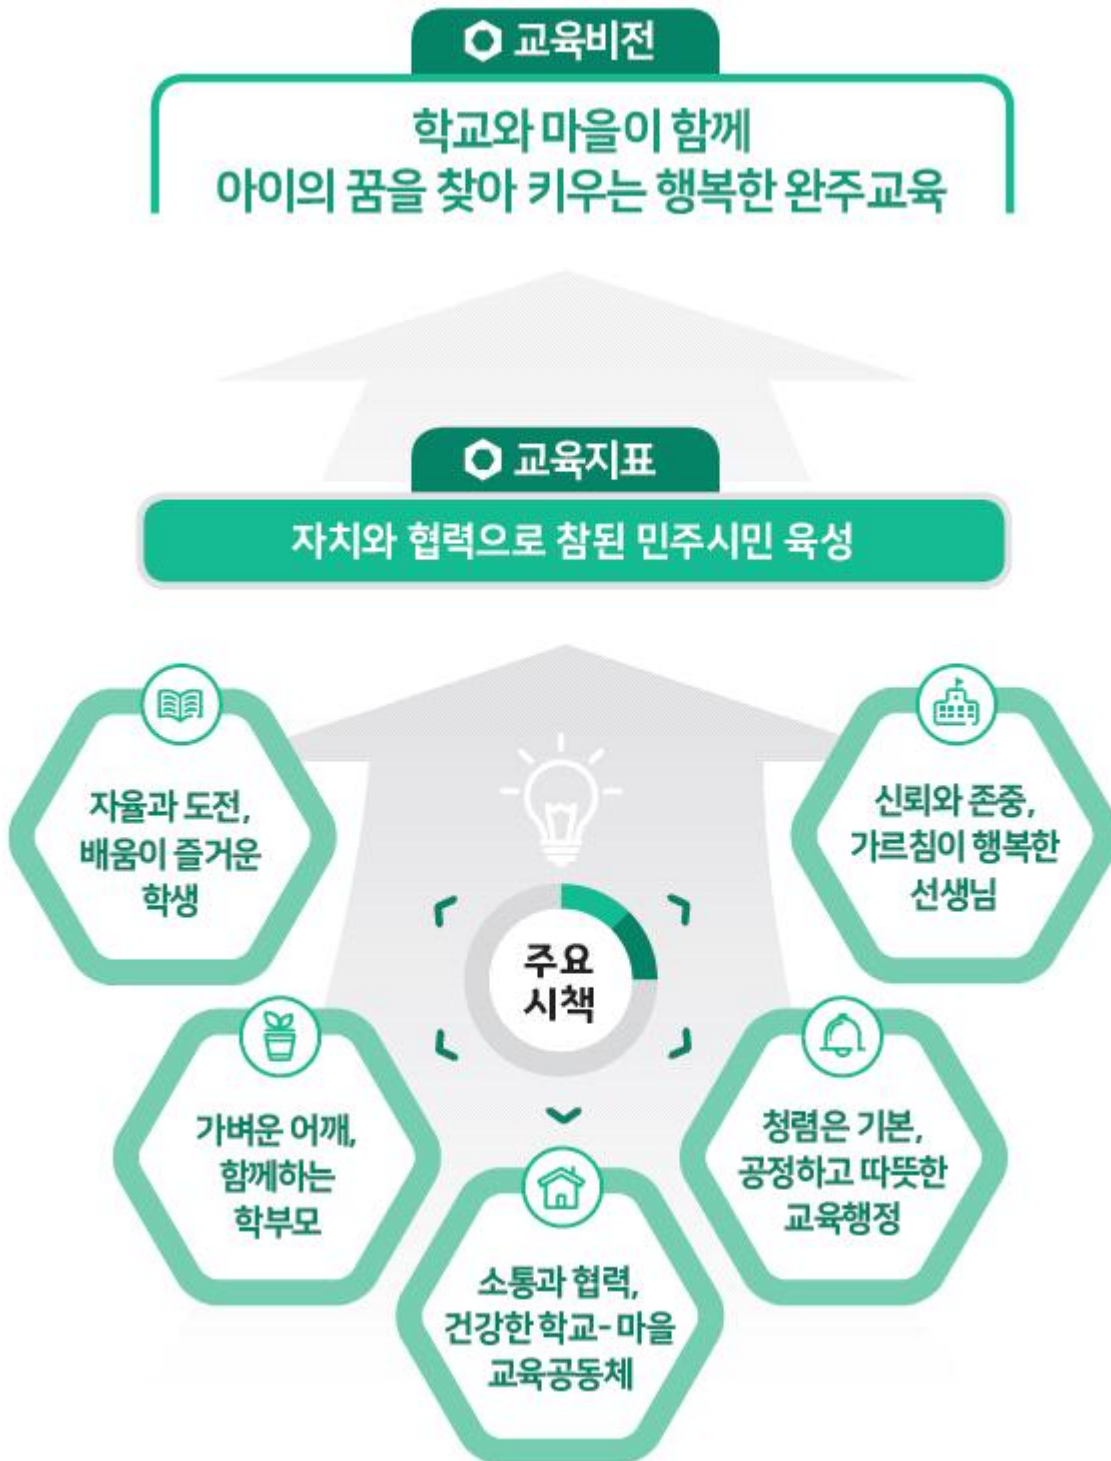 교육비전
학교와 마을이 함께
아이의 꿈을 찾아 키우는 행복한 완주교육
교육지표
자치와 협력으로 참된 민주시민 육성
자율과 도전,
배움이 즐거운
학생
신뢰와 존중,
가르침이 행복한
선생님
주요
시책
가벼운 어깨,
함께하는
학부모
청렴은 기본,
공정하고 따뜻한
교육행정
소통과 협력,
건강한 학교-마을
교육공동체